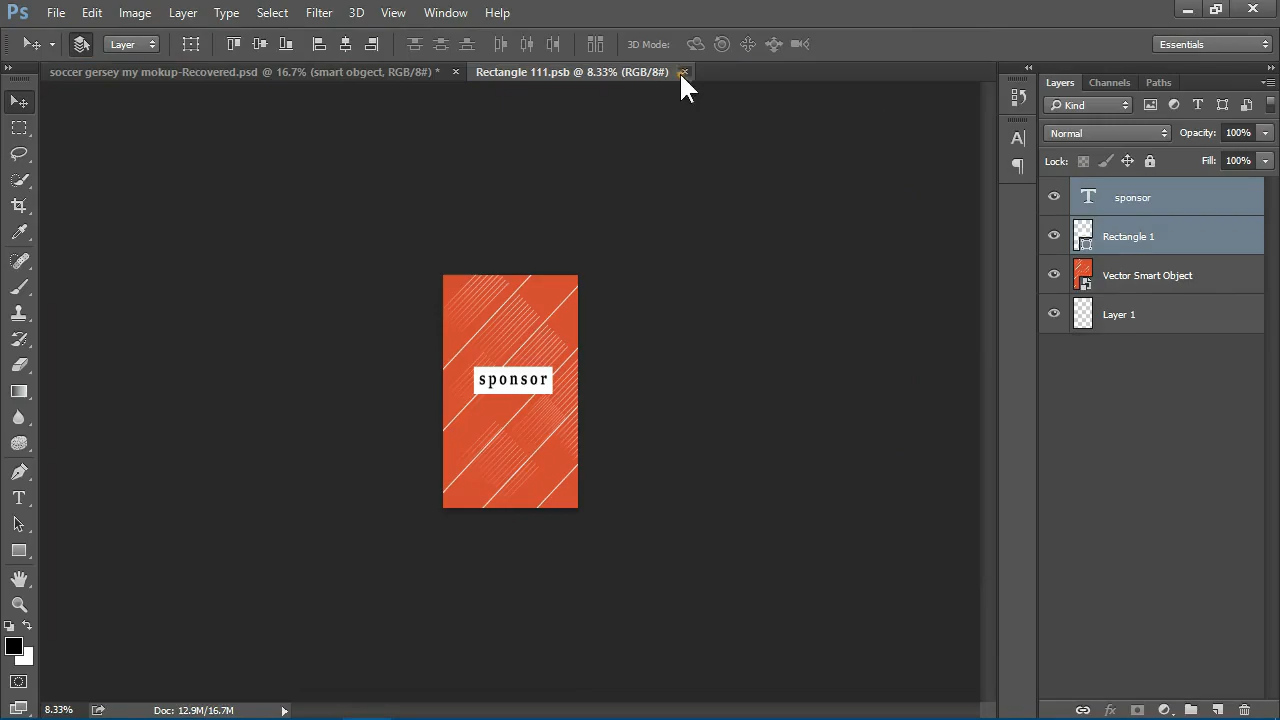 Ps File Edit Image Layer Type Select Filter 3D View Window Help
Layer 3D Mode: Essentials
soccer gersey my mokup-Recovered.psd @ 16.7% (smart obgect, RGB/8#) * × Rectangle 111.psb @ 8.33% (RGB/8#)
Layers Channels Paths
Kind
Normal Opacity: 100%
Lock: Fill: 100%
T sponsor
Rectangle 1
Vector Smart Object
Layer 1
sponsor
8.33% Doc: 12.9M/16.7M